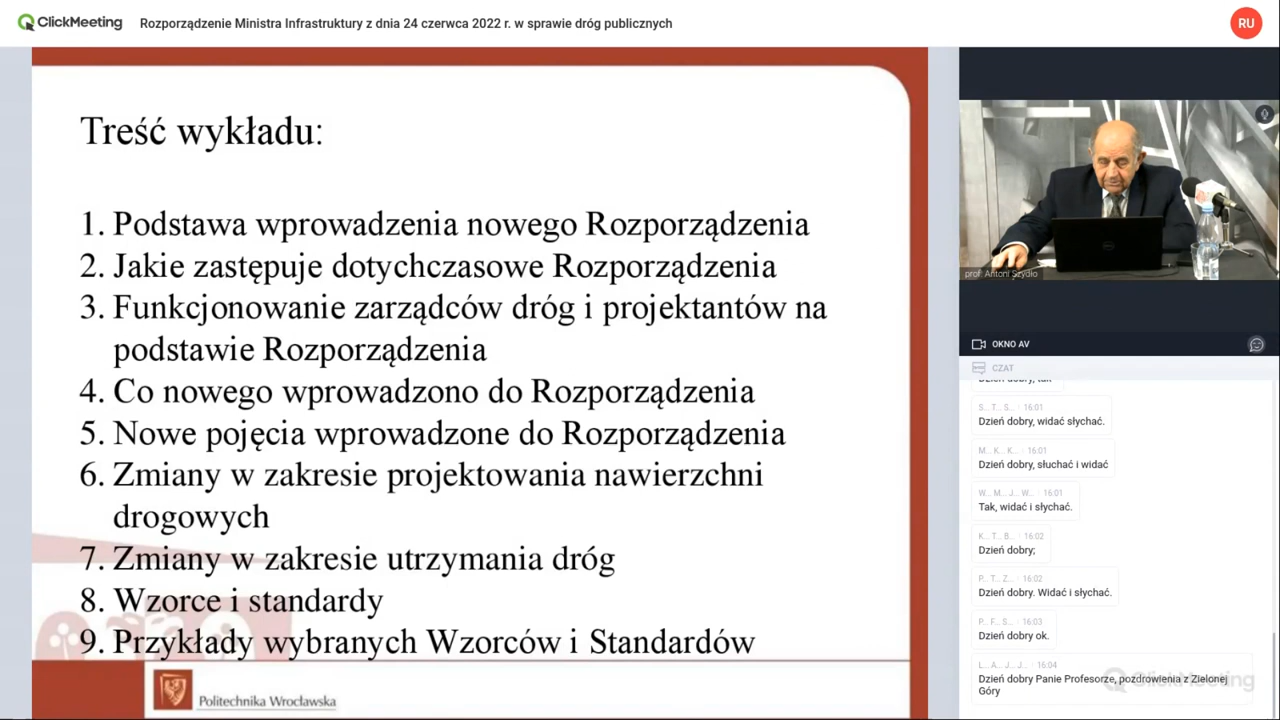 ClickMeeting
Rozporządzenie Ministra Infrastruktury z dnia 24 czerwca 2022 r. w sprawie dróg publicznych
RU
Treść wykładu:
1. Podstawa wprowadzenia nowego Rozporządzenia
2. Jakie zastępuje dotychczasowe Rozporządzenia
3. Funkcjonowanie zarządców dróg i projektantów na
podstawie Rozporządzenia
4. Co nowego wprowadzono do Rozporządzenia
5. Nowe pojęcia wprowadzone do Rozporządzenia
6. Zmiany w zakresie projektowania nawierzchni
drogowych
7. Zmiany w zakresie utrzymania dróg
8. Wzorce i standardy
9. Przykłady wybranych Wzorców i Standardów
Politechnika Wrocławska
prof. Antoni Szydło
OKNO AV
CZAT
Dzień dobry, tak
S... T... S... 16:01
Dzień dobry, widać słychać.
M... K... K... 16:01
Dzień dobry, słuchać i widać
W... M... J... W... 16:01
Tak, widać i słychać.
K... T... B... 16:02
Dzień dobry;
P... T... Z... 16:02
Dzień dobry. Widać i słychać.
P... F... S... 16:03
Dzień dobry ok.
L... A... J... J... 16:04
Dzień dobry Panie Profesorze, pozdrowienia z Zielonej
Góry
ClickMeeting